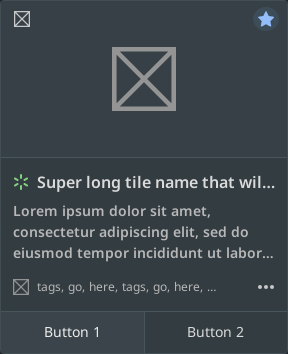 Super long tile name that wil...
Lorem ipsum dolor sit amet,
consectetur adipiscing elit, sed do
eiusmod tempor incididunt ut labor...
tags, go, here, tags, go, here, ...
Button 1
Button 2